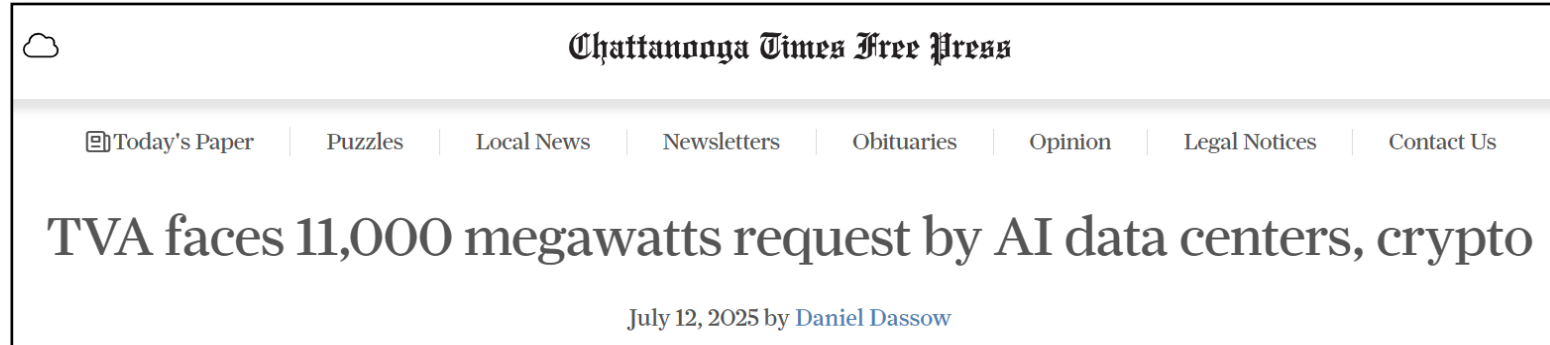 Chattanooga Times Free Press
Today's Paper Puzzles Local News Newsletters Obituaries Opinion Legal Notices Contact Us
TVA faces 11,000 megawatts request by AI data centers, crypto
July 12, 2025 by Daniel Dassow